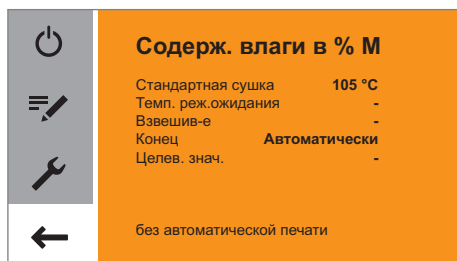 Содерж. влаги в % М
Стандартная сушка 105 °C
Темп. реж.ожидания -
Взвешив-е -
Конец Автоматически
Целев. знач. -
без автоматической печати